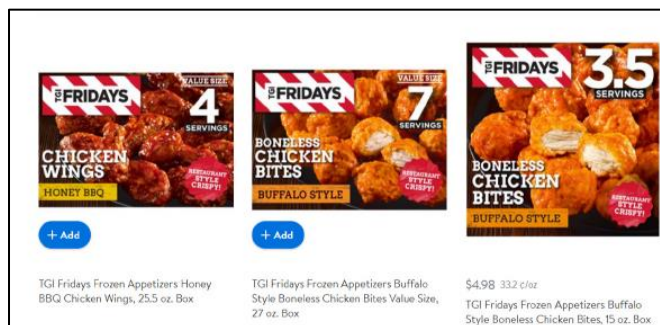 VALUE SIZE
TGI FRIDAYS
4
SERVINGS
CHICKEN
WINGS
RESTAURANT
STYLE
CRISPY!
HONEY BBQ
VALUE SIZE
TGI FRIDAYS
7
SERVINGS
BONELESS
CHICKEN
BITES
RESTAURANT
STYLE
CRISPY!
BUFFALO STYLE
TGI FRIDAYS
3.5
SERVINGS
BONELESS
CHICKEN
BITES
RESTAURANT
STYLE
CRISPY!
BUFFALO STYLE
+ Add
+ Add
TGI Fridays Frozen Appetizers Honey
BBQ Chicken Wings, 25.5 oz. Box
TGI Fridays Frozen Appetizers Buffalo
Style Boneless Chicken Bites Value Size,
27 oz. Box
$4.98 33.2 ¢/oz
TGI Fridays Frozen Appetizers Buffalo
Style Boneless Chicken Bites, 15 oz. Box